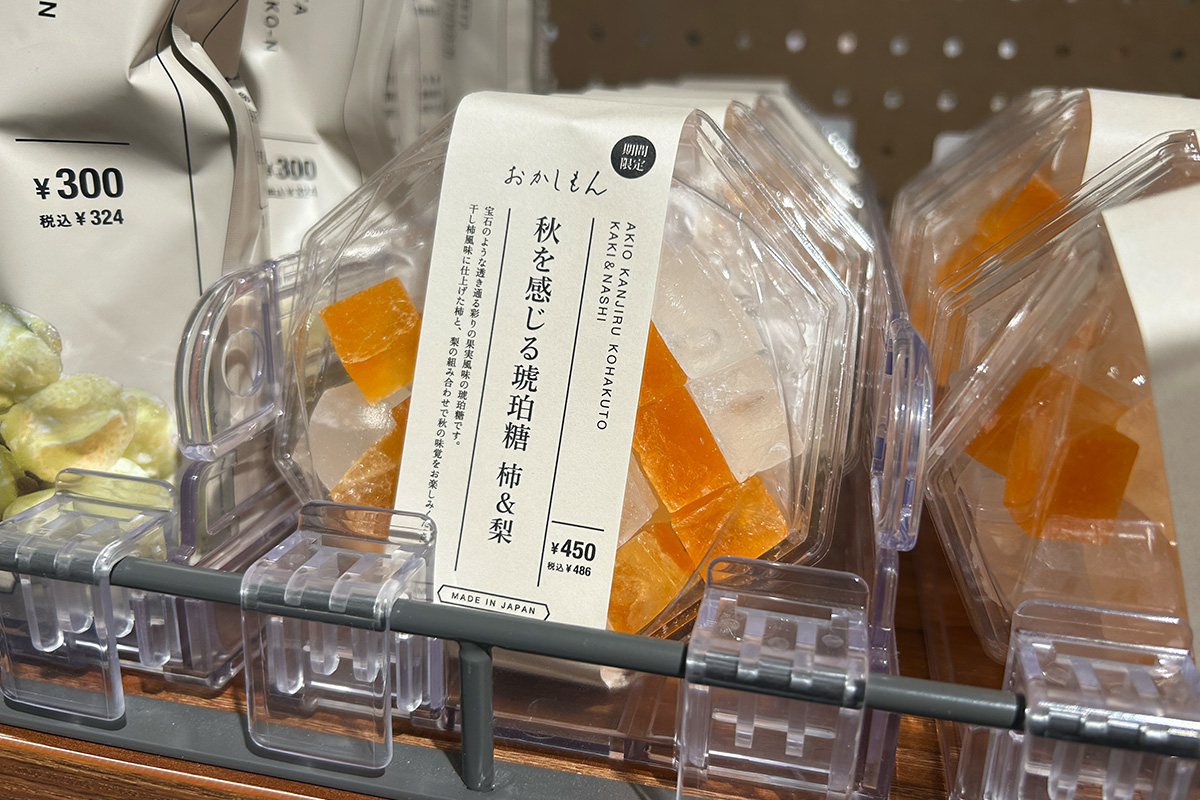 ¥300
税込¥324
¥300
期間
限定
おかしもん
AKIO KANJIRU KOHAKUTO
KAKI&NASHI
秋を感じる琥珀糖 柿&梨
宝石のような透き通る彩りの果実風味の琥珀糖です。
干し柿風味に仕上げた柿と、梨の組み合わせで秋の味覚をお楽しみ
¥450
税込¥486
MADE IN JAPAN